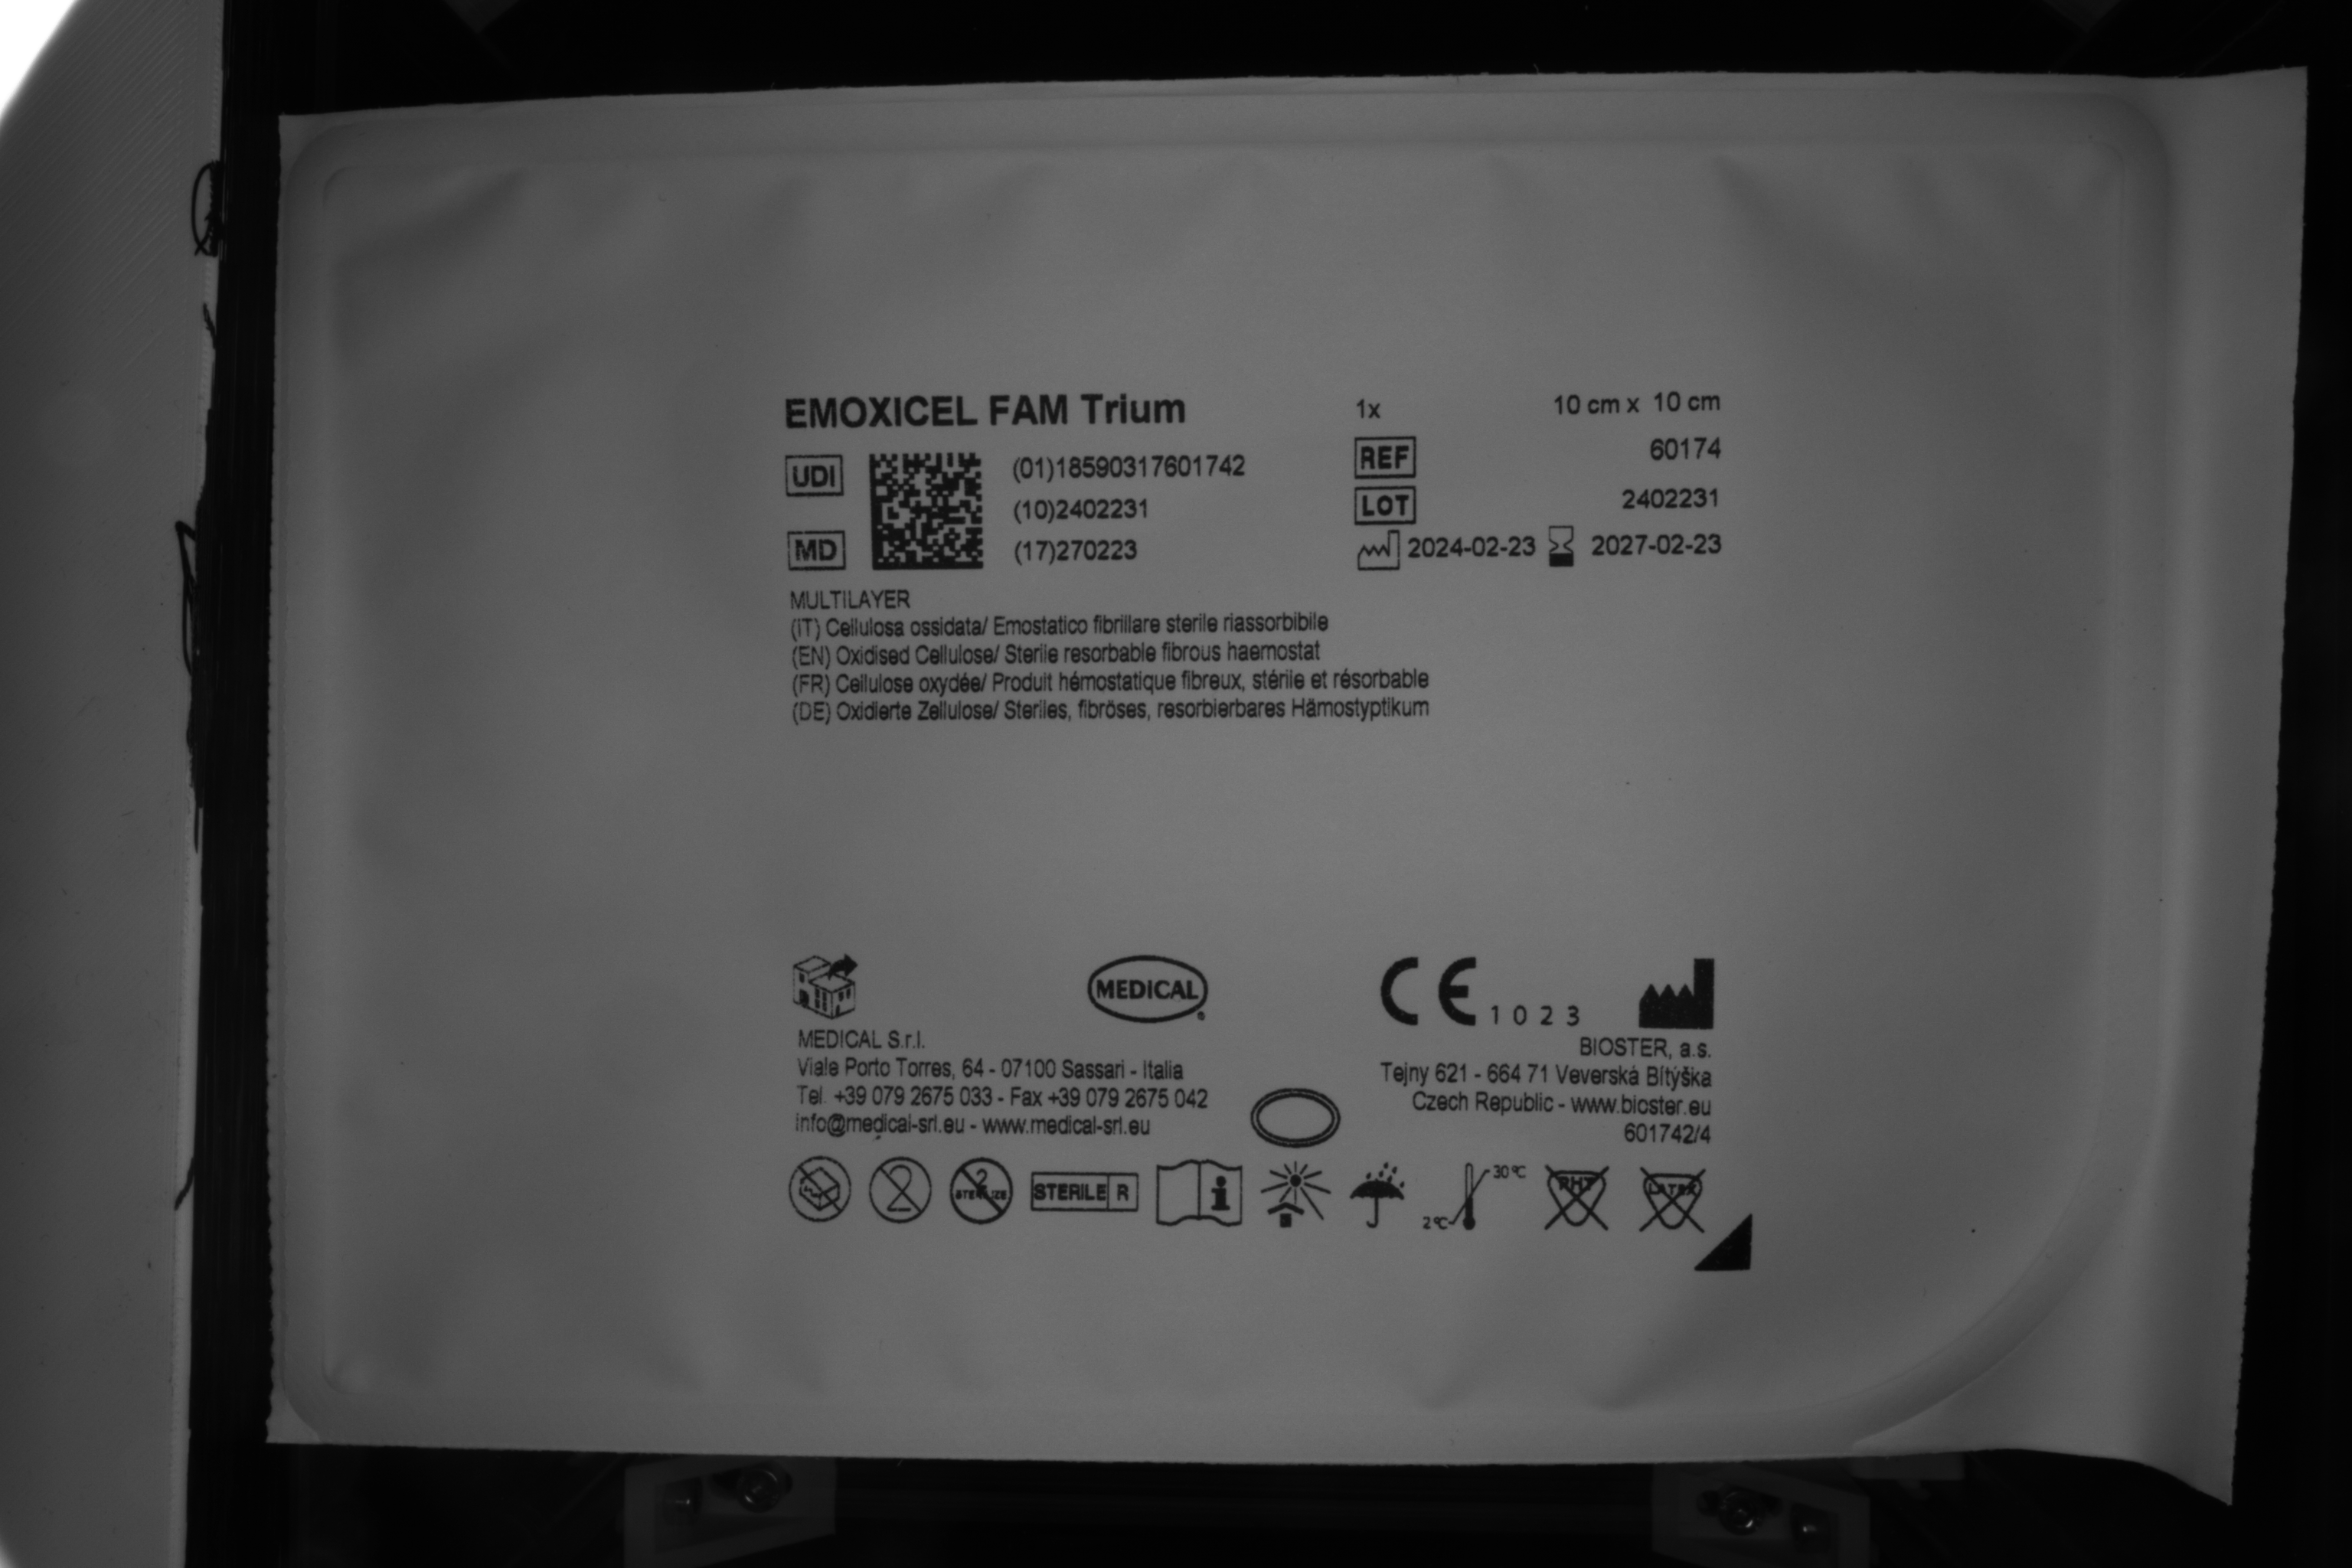 EMOXICEL FAM Trium
1x 10 cm x 10 cm
UDI (01)18590317601742
REF 60174
(10)2402231
LOT 2402231
MD (17)270223
2024-02-23 2027-02-23
MULTILAYER
(IT) Cellulosa ossidata/ Emostatico fibrillare sterile riassorbibile
(EN) Oxidised Cellulose/ Sterile resorbable fibrous haemostat
(FR) Cellulose oxydée/ Produit hémostatique fibreux, stérile et résorbable
(DE) Oxidierte Zellulose/ Steriles, fibröses, resorbierbares Hämostyptikum
MEDICAL
CE 1023
MEDICAL S.r.l.
Viale Porto Torres, 64 - 07100 Sassari - Italia
Tel. +39 079 2675 033 - Fax +39 079 2675 042
info@medical-srl.eu - www.medical-srl.eu
BIOSTER, a.s.
Tejny 621 - 664 71 Veverská Bítýška
Czech Republic - www.bioster.eu
601742/4
2
2 STERILIZE
STERILE R
i
30 °C
2 °C
PHT
LATEX